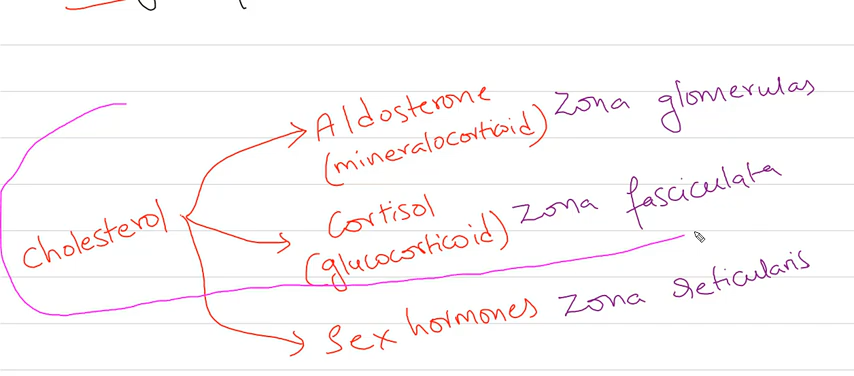 Aldosterone Zona glomerulas
(mineralocorticoid)
Cholesterol
Cortisol Zona fasciculata
(glucocorticoid)
Sex hormones Zona reticularis